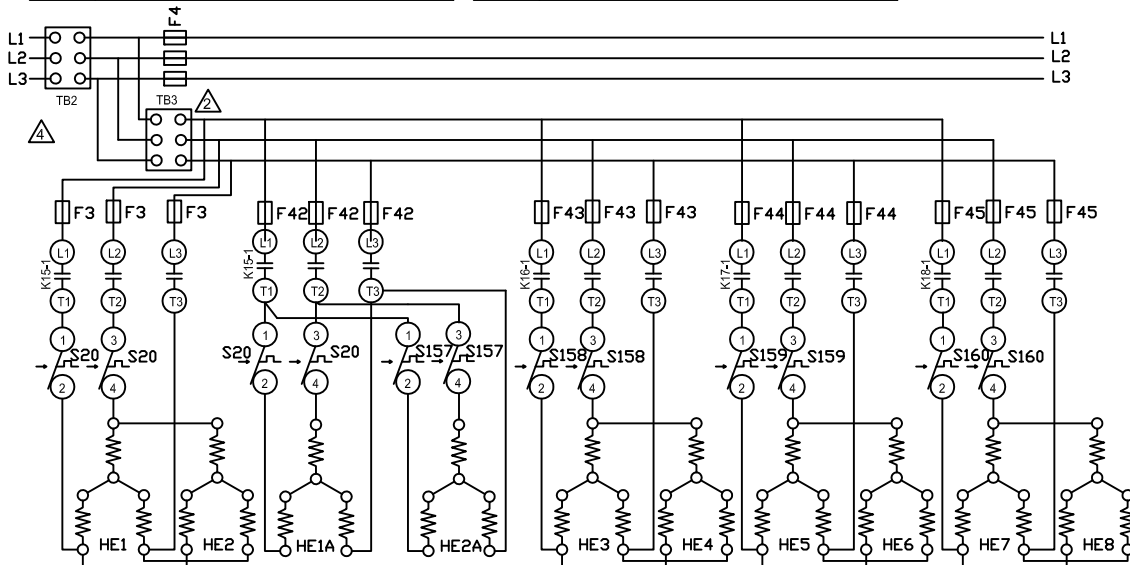 F4
L1 L1
L2 L2
L3 L3
TB2 TB3 2
4
F3 F3 F3 F42 F42 F42 F43 F43 F43 F44 F44 F44 F45 F45 F45
L1 L2 L3 L1 L2 L3 L1 L2 L3 L1 L2 L3 L1 L2 L3
K15-1 K15-1 K16-1 K17-1 K18-1
T1 T2 T3 T1 T2 T3 T1 T2 T3 T1 T2 T3 T1 T2 T3
1 3 1 3 1 3 1 3 1 3 1 3
S20 S20 S20 S20 S157 S157 S158 S158 S159 S159 S160 S160
2 4 2 4 2 4 2 4 2 4 2 4
HE1 HE2 HE1A HE2A HE3 HE4 HE5 HE6 HE7 HE8